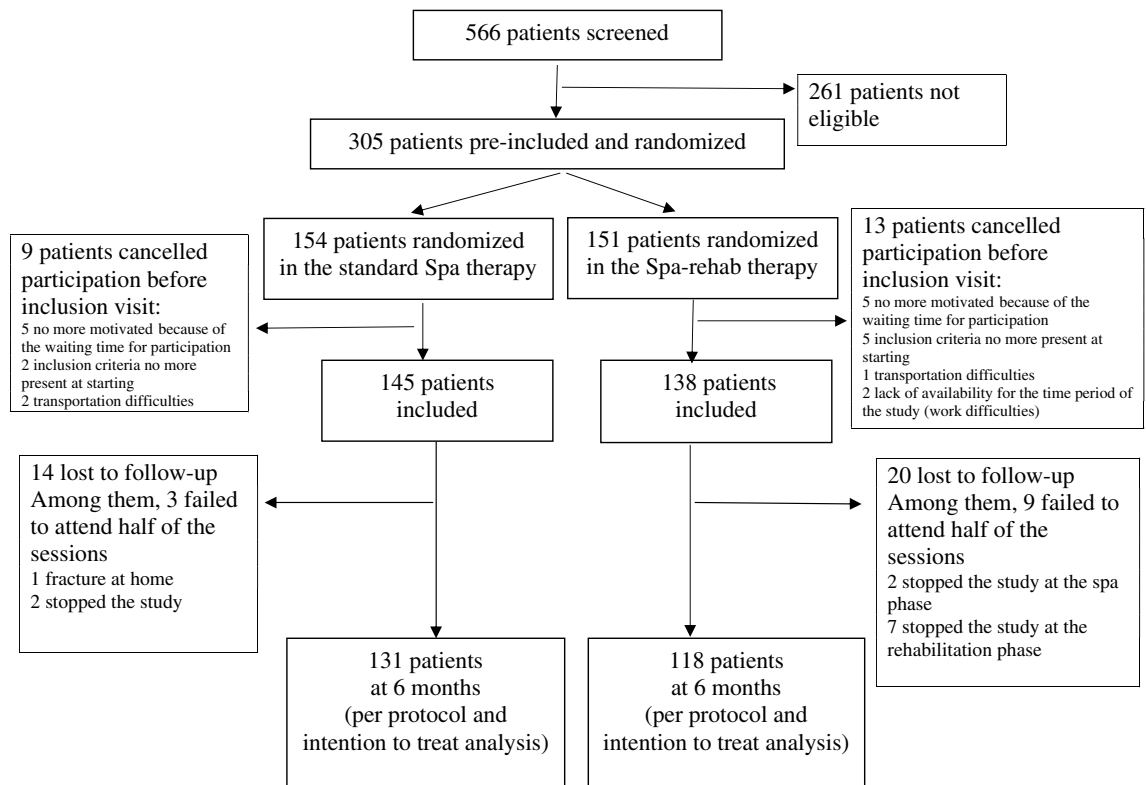 566 patients screened
261 patients not
eligible
305 patients pre-included and randomized
154 patients randomized
in the standard Spa therapy
151 patients randomized
in the Spa-rehab therapy
9 patients cancelled
participation before
inclusion visit:
5 no more motivated because of
the waiting time for participation
2 inclusion criteria no more
present at starting
2 transportation difficulties
13 patients cancelled
participation before
inclusion visit:
5 no more motivated because of the
waiting time for participation
5 inclusion criteria no more present at
starting
1 transportation difficulties
2 lack of availability for the time period of
the study (work difficulties)
145 patients
included
138 patients
included
14 lost to follow-up
Among them, 3 failed
to attend half of the
sessions
1 fracture at home
2 stopped the study
20 lost to follow-up
Among them, 9 failed to
attend half of the
sessions
2 stopped the study at the spa
phase
7 stopped the study at the
rehabilitation phase
131 patients
at 6 months
(per protocol and
intention to treat analysis)
118 patients
at 6 months
(per protocol and
intention to treat analysis)